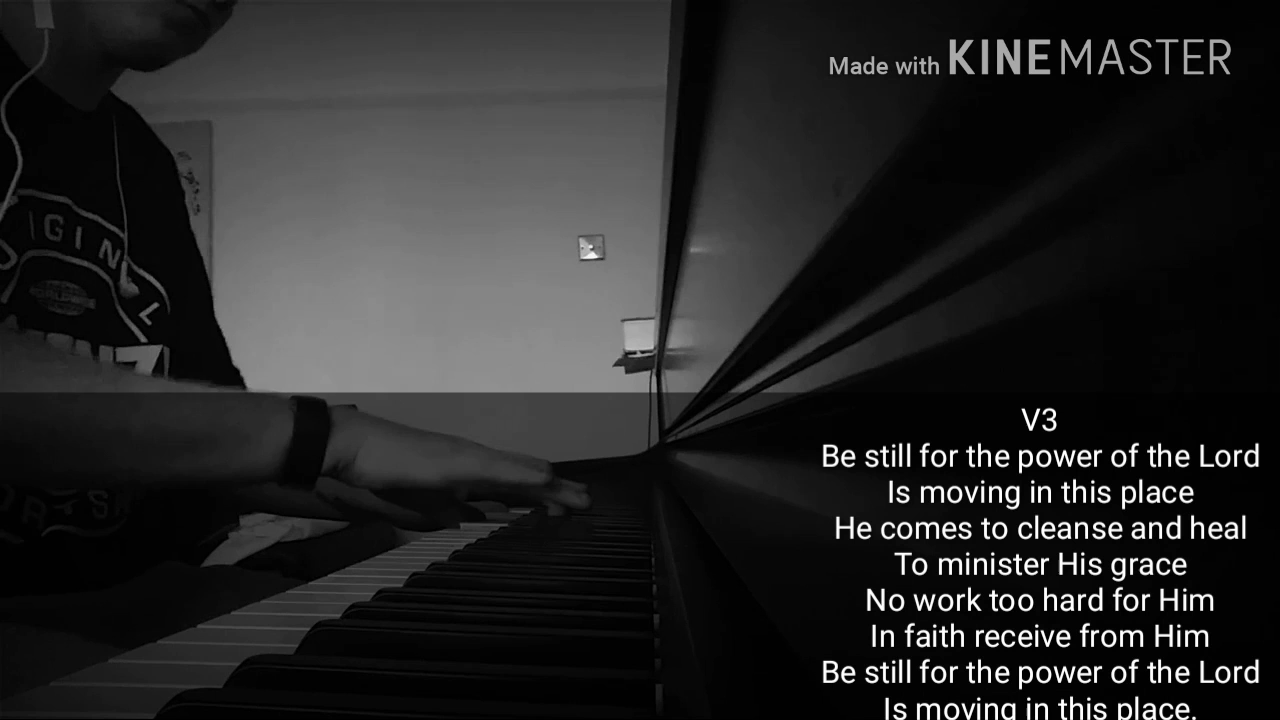 Made with KINEMASTER
V3
Be still for the power of the Lord
Is moving in this place
He comes to cleanse and heal
To minister His grace
No work too hard for Him
In faith receive from Him
Be still for the power of the Lord
Is moving in this place.